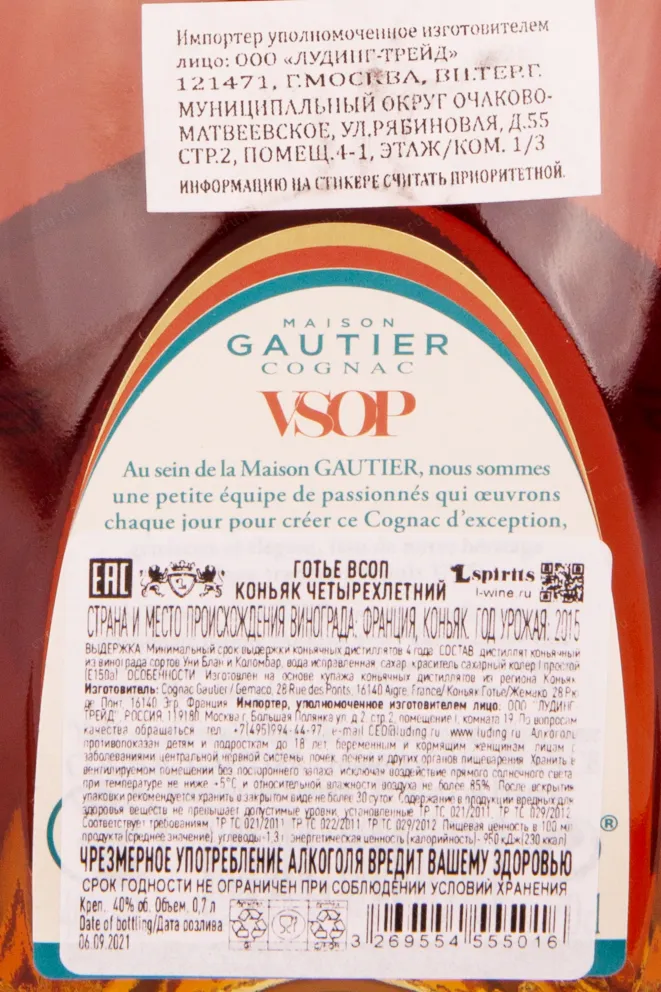 Импортер уполномоченное изготовителем
лицо: ООО «ЛУДИНГ-ТРЕЙД»
121471, Г.МОСКВА, ВН.ТЕР.Г.
МУНИЦИПАЛЬНЫЙ ОКРУГ ОЧАКОВО-
МАТВЕЕВСКОЕ, УЛ.РЯБИНОВАЯ, Д.55
СТР.2, ПОМЕЩ.4-1, ЭТАЖ/КОМ. 1/3
ИНФОРМАЦИЮ НА СТИКЕРЕ СЧИТАТЬ ПРИОРИТЕТНОЙ.
MAISON
GAUTIER
COGNAC
VSOP
Au sein de la Maison GAUTIER, nous sommes
une petite équipe de passionnés qui œuvrons
chaque jour pour créer ce Cognac d'exception,
EAC
ГОТЬЕ ВСОП
КОНЬЯК ЧЕТЫРЕХЛЕТНИЙ
Lspirits
l-wine.ru
СТРАНА И МЕСТО ПРОИСХОЖДЕНИЯ ВИНОГРАДА: ФРАНЦИЯ, КОНЬЯК. ГОД УРОЖАЯ: 2015
ВЫДЕРЖКА: Минимальный срок выдержки коньячных дистиллятов 4 года. СОСТАВ: дистиллят коньячный
из винограда сортов Уни Блан и Коломбар, вода исправленная, сахар, краситель сахарный колер I простой
(Е150а). ОСОБЕННОСТИ: Изготовлен на основе купажа коньячных дистиллятов из региона Коньяк.
Изготовитель: Cognac Gautier / Gemaco, 28 Rue des Ponts, 16140 Aigre, France/ Коньяк Готье/Жемако 28 Рю
де Понт, 16140 Эгр, Франция. Импортер, уполномоченное изготовителем лицо: ООО "ЛУДИНГ-
ТРЕЙД", РОССИЯ, 119180, Москва г, Большая Полянка ул, д.2, стр.2, помещение I, комната 19. По вопросам
качества обращаться тел. +7(495)994-44-97, e-mail CED@luding.ru www.luding.ru Алкоголь
противопоказан детям и подросткам до 18 лет, беременным и кормящим женщинам, лицам с
заболеваниями центральной нервной системы, почек, печени и других органов пищеварения. Хранить в
вентилируемом помещении без постороннего запаха, исключая воздействие прямого солнечного света
при температуре не ниже +5°С и относительной влажности воздуха не более 85%. После вскрытия
упаковки рекомендуется хранить в закрытом виде не более 30 суток. Содержание в продукции вредных для
здоровья веществ не превышает допустимые уровни, установленные ТР ТС 021/2011, ТР ТС 029/2012.
Соответствует требованиям: ТР ТС 021/2011, ТР ТС 022/2011, ТР ТС 029/2012. Пищевая ценность в 100 мл
продукта (среднее значение): углеводы-1,3 г, энергетическая ценность (калорийность)- 950 кДж(230 ккал)
®
ЧРЕЗМЕРНОЕ УПОТРЕБЛЕНИЕ АЛКОГОЛЯ ВРЕДИТ ВАШЕМУ ЗДОРОВЬЮ
СРОК ГОДНОСТИ НЕ ОГРАНИЧЕН ПРИ СОБЛЮДЕНИИ УСЛОВИЙ ХРАНЕНИЯ
Креп. 40% об. Объем. 0,7 л
Date of bottling/Дата розлива
06.09.2021
3 269554 555016